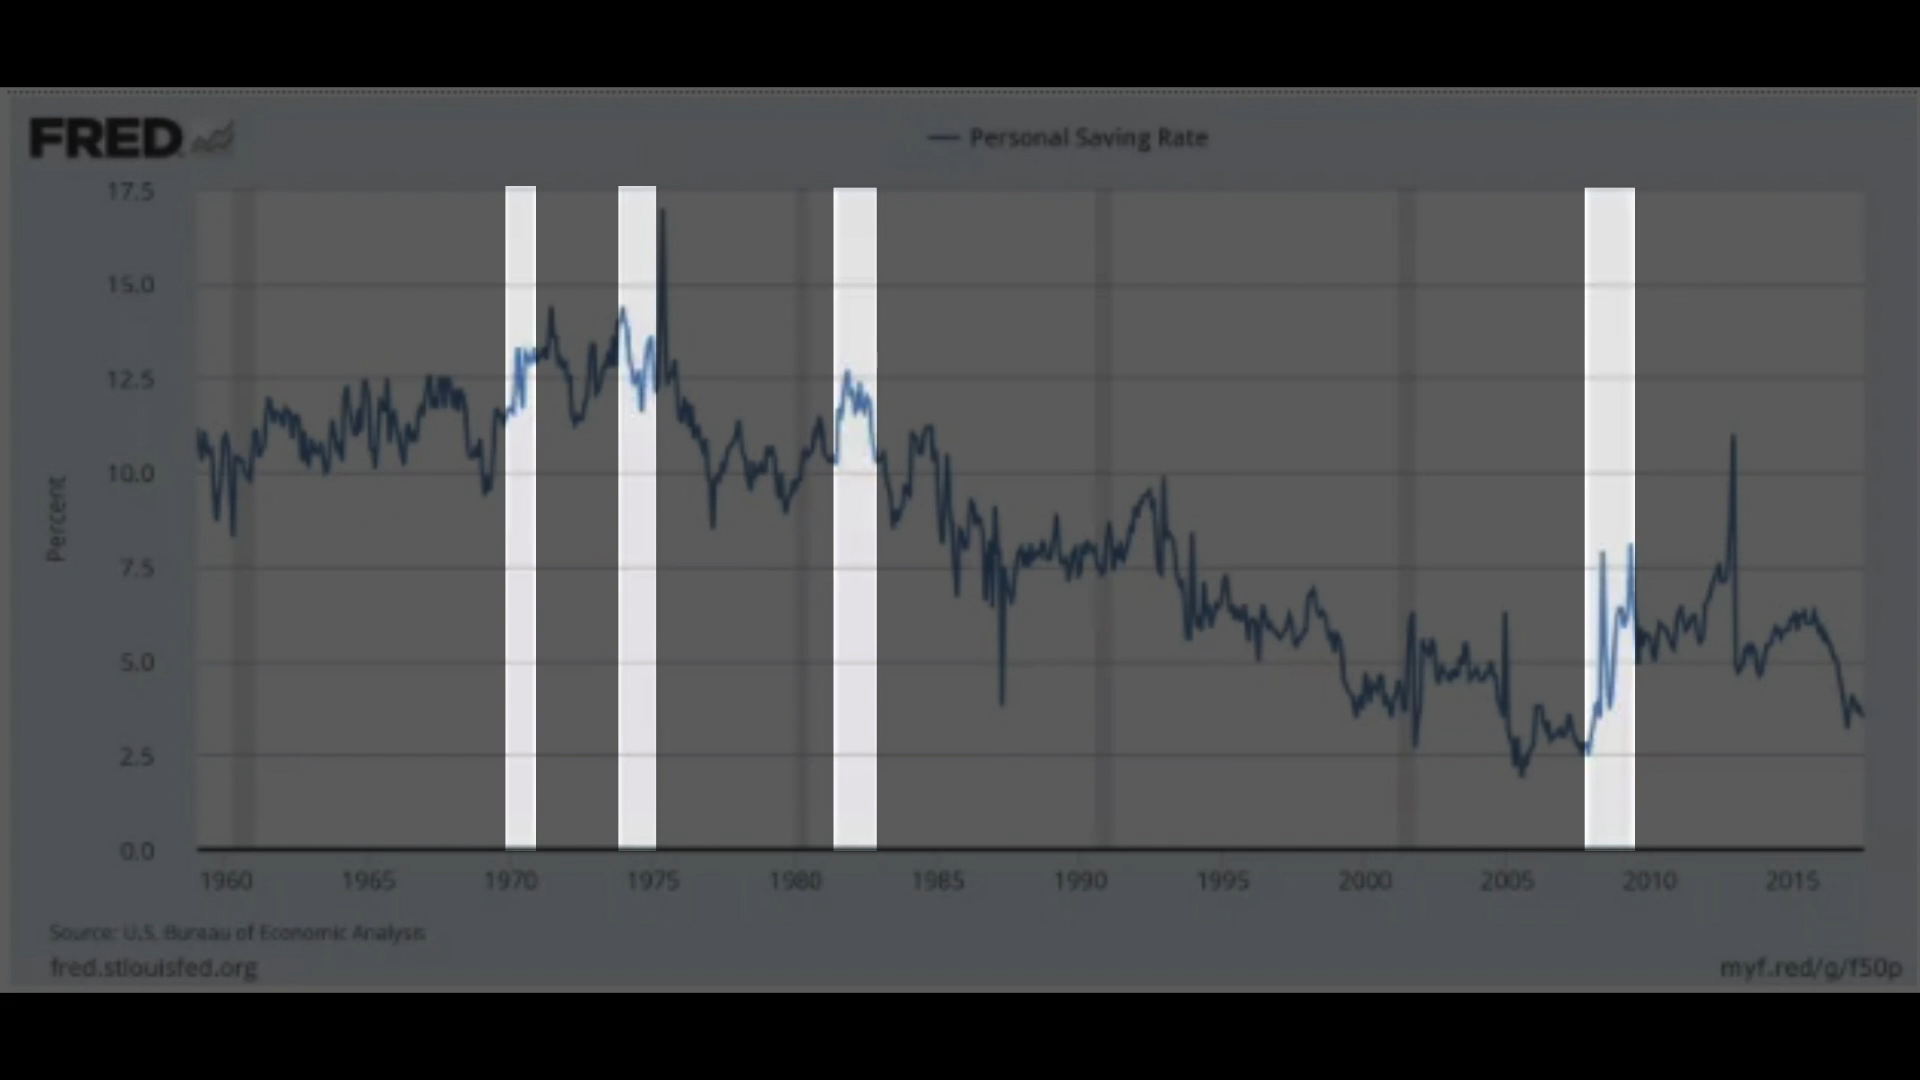 FRED
Personal Saving Rate
17.5
15.0
12.5
10.0
7.5
5.0
2.5
0.0
Percent
1960 1965 1970 1975 1980 1985 1990 1995 2000 2005 2010 2015
Source: U.S. Bureau of Economic Analysis
fred.stlouisfed.org
myf.red/g/f50p